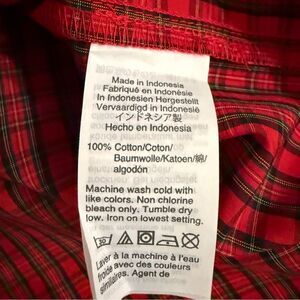 Made in Indonesia
Fabriqué en Indonésie
In Indonesien Hergestellt
Vervaardigd in Indonesië
インドネシア製
Hecho en Indonesia
100% Cotton/Coton/
Baumwolle/Katoen/綿/
algodón
Machine wash cold with
like colors. Non chlorine
bleach only. Tumble dry
low. Iron on lowest setting.
Laver à la machine à l'eau
froide avec des couleurs
similaires. Agent de